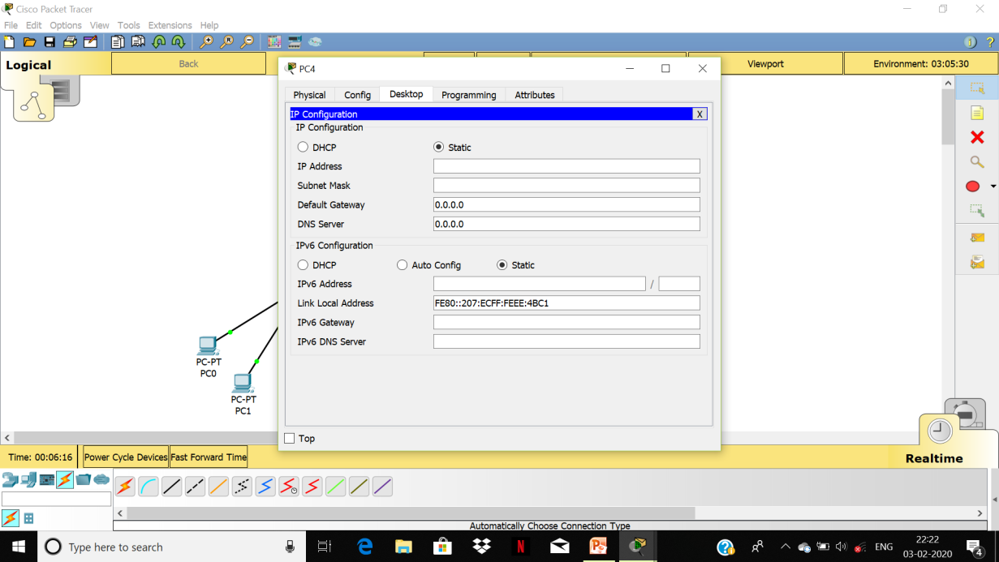 Cisco Packet Tracer
File Edit Options View Tools Extensions Help
Logical
Back
Viewport
Environment: 03:05:30
PC4
Physical Config Desktop Programming Attributes
IP Configuration
X
IP Configuration
DHCP
Static
IP Address
Subnet Mask
Default Gateway 0.0.0.0
DNS Server 0.0.0.0
IPv6 Configuration
DHCP
Auto Config
Static
IPv6 Address /
Link Local Address FE80::207:ECFF:FEEE:4BC1
IPv6 Gateway
IPv6 DNS Server
Top
PC-PT
PC0
PC-PT
PC1
Time: 00:06:16 Power Cycle Devices Fast Forward Time
Realtime
Automatically Choose Connection Type
Type here to search
ENG
22:22
03-02-2020
4